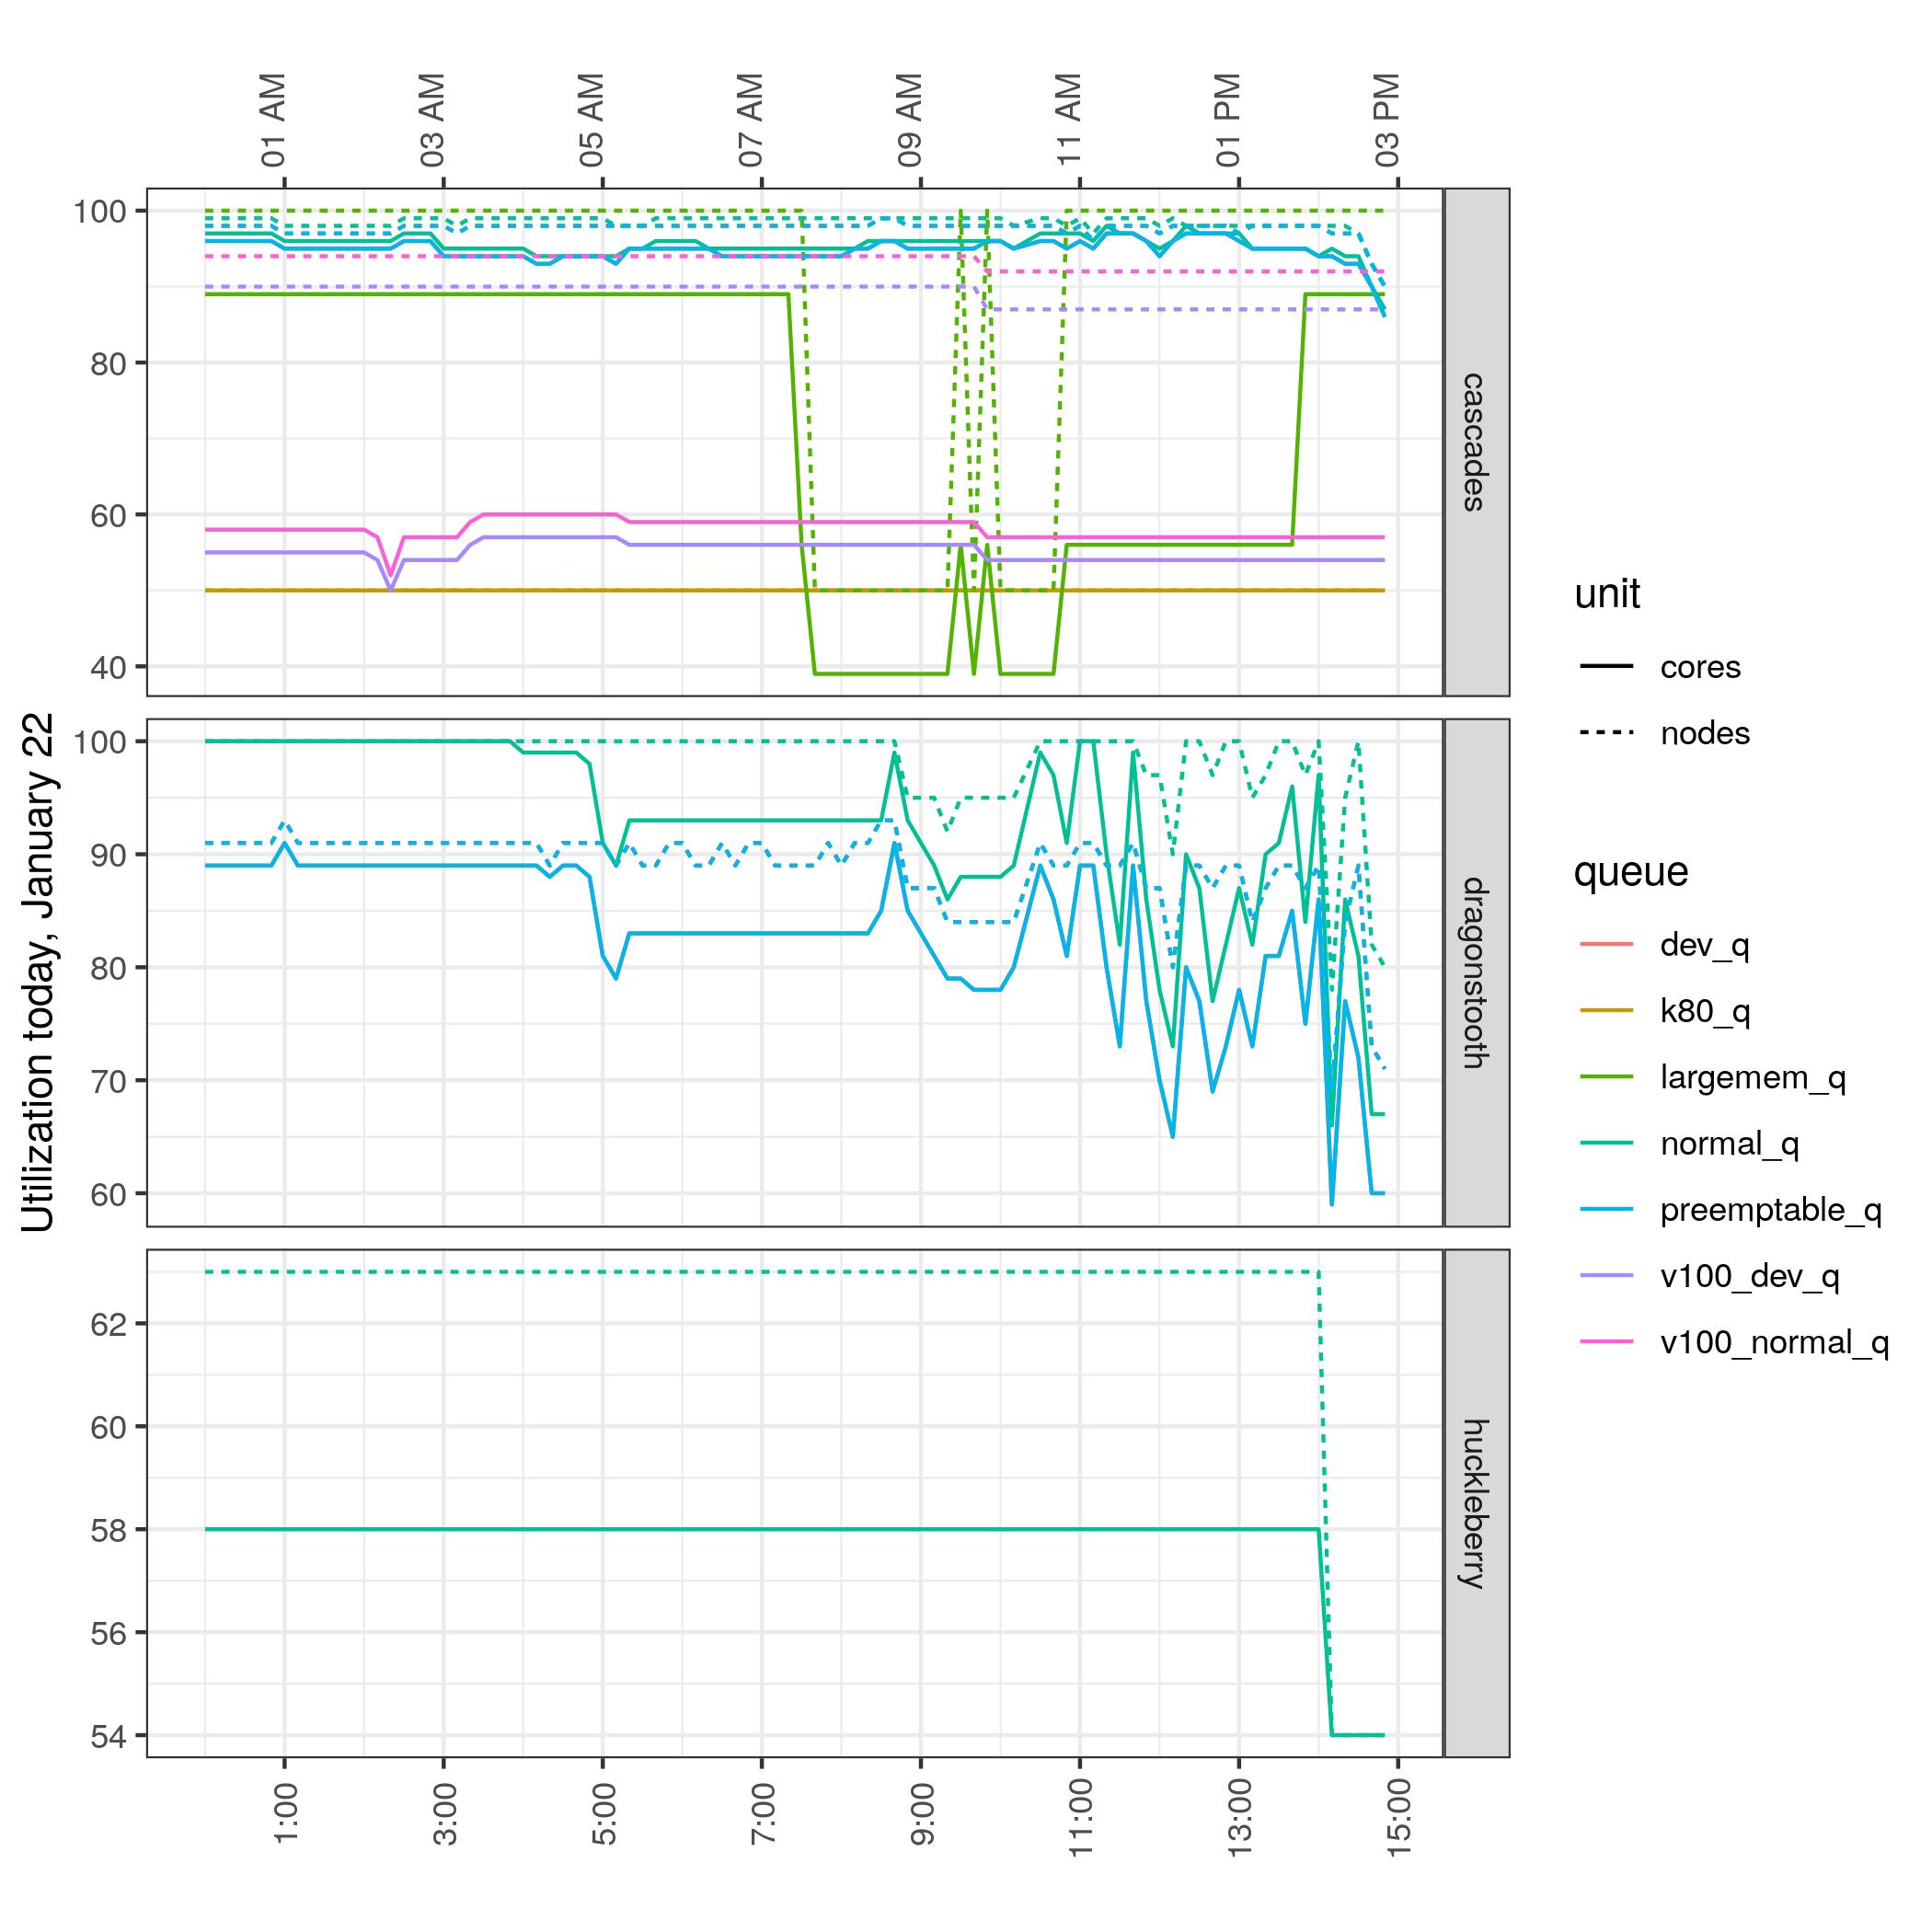 01 AM
03 AM
05 AM
07 AM
09 AM
11 AM
01 PM
03 PM
Utilization today, January 22
100
80
60
40
cascades
100
90
80
70
60
dragonstooth
62
60
58
56
54
huckleberry
1:00
3:00
5:00
7:00
9:00
11:00
13:00
15:00
unit
cores
nodes
queue
dev_q
k80_q
largemem_q
normal_q
preemptable_q
v100_dev_q
v100_normal_q